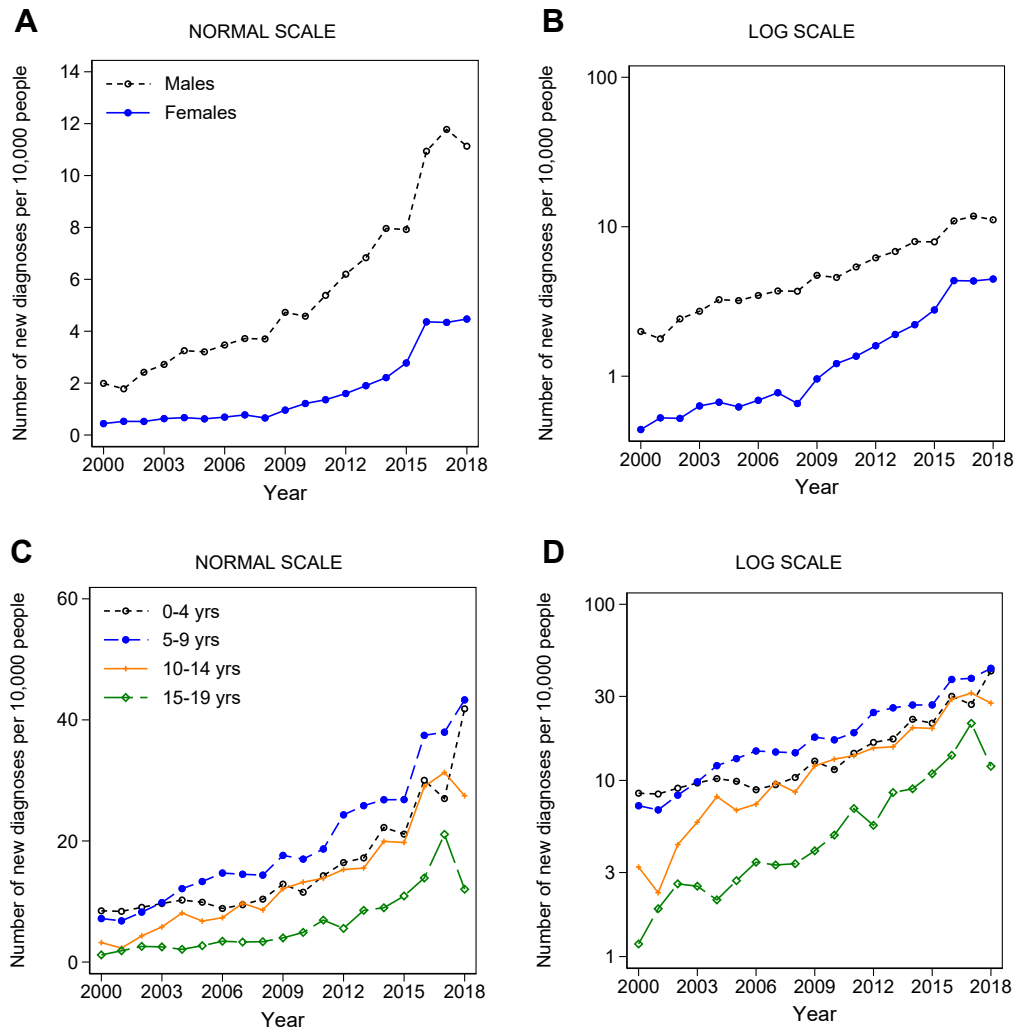 A
NORMAL SCALE
Number of new diagnoses per 10,000 people
14
12
10
8
6
4
2
0
Males
Females
2000 2003 2006 2009 2012 2015 2018
Year
B
LOG SCALE
Number of new diagnoses per 10,000 people
100
10
1
2000 2003 2006 2009 2012 2015 2018
Year
C
NORMAL SCALE
Number of new diagnoses per 10,000 people
60
40
20
0
0-4 yrs
5-9 yrs
10-14 yrs
15-19 yrs
2000 2003 2006 2009 2012 2015 2018
Year
D
LOG SCALE
Number of new diagnoses per 10,000 people
100
30
10
3
1
2000 2003 2006 2009 2012 2015 2018
Year